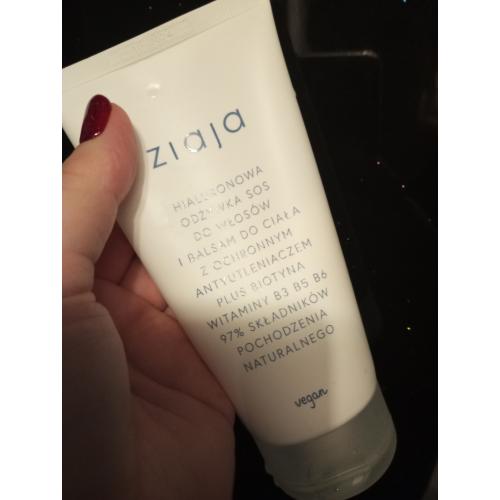 ziaja
HIALURONOWA
ODŻYWKA SOS
DO WŁOSÓW
I BALSAM DO CIAŁA
Z OCHRONNYM
ANTYUTLENIACZEM
PLUS BIOTYNA
WITAMINY B3 B5 B6
97% SKŁADNIKÓW
POCHODZENIA
NATURALNEGO
vegan